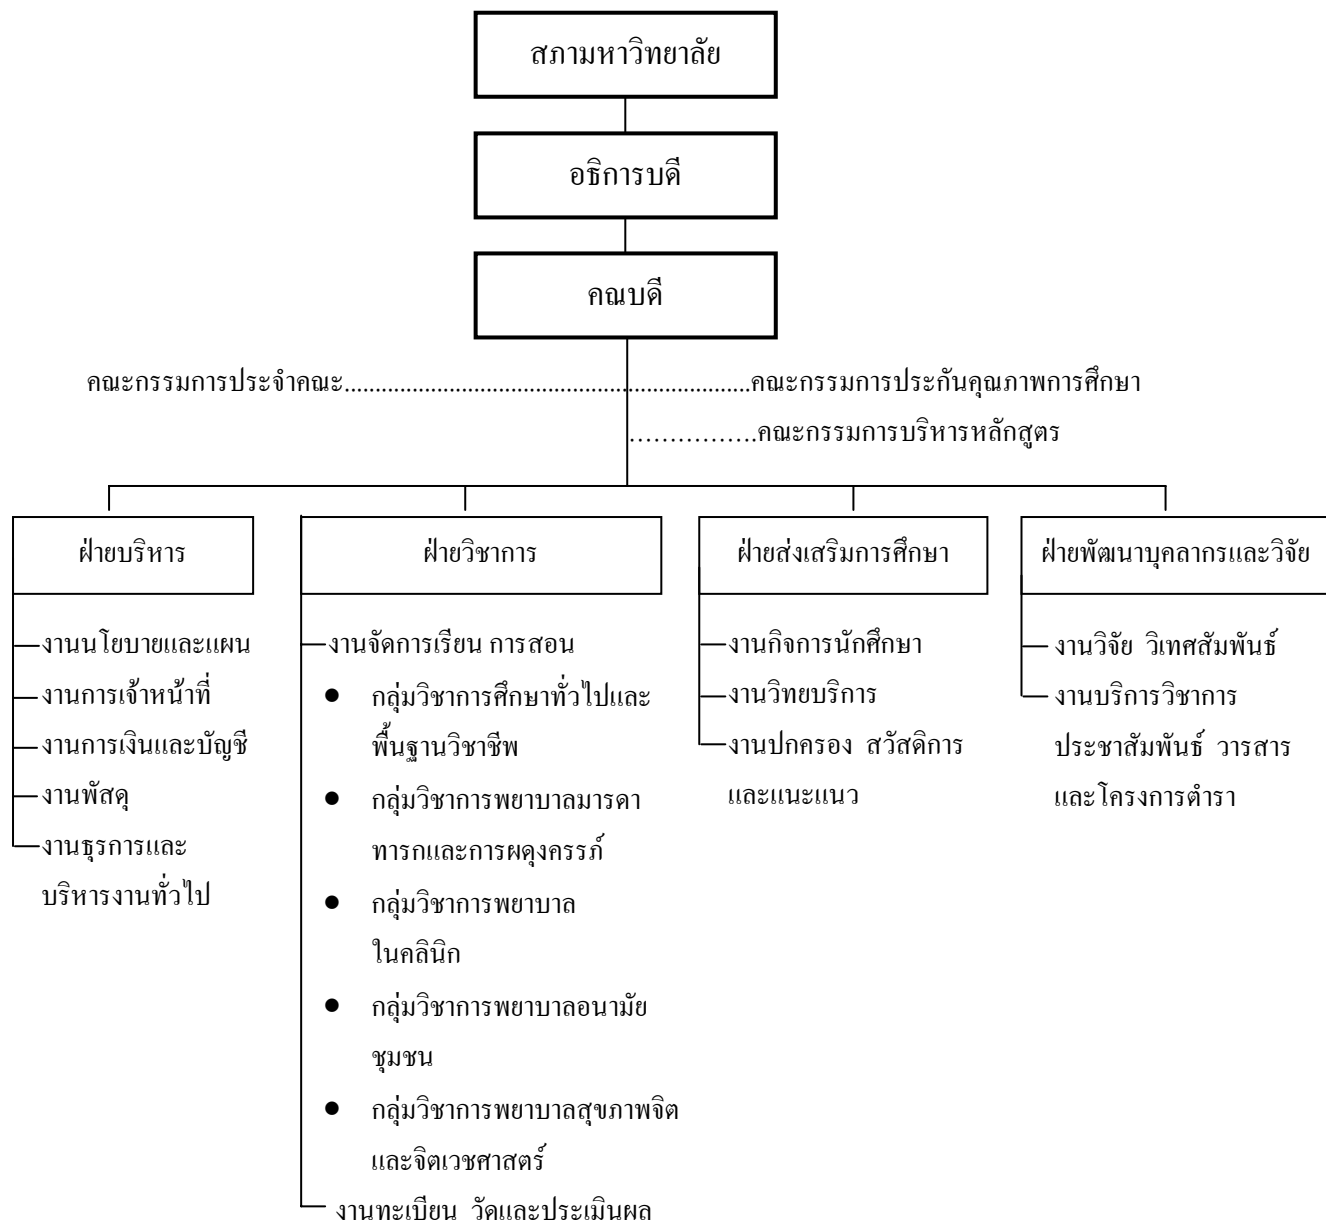 สภามหาวิทยาลัย
อธิการบดี
คณบดี
คณะกรรมการประจำคณะ.................................................................คณะกรรมการประกันคุณภาพการศึกษา
................คณะกรรมการบริหารหลักสูตร
ฝ่ายบริหาร
งานนโยบายและแผน
งานการเจ้าหน้าที่
งานการเงินและบัญชี
งานพัสดุ
งานธุรการและ
บริหารงานทั่วไป
ฝ่ายวิชาการ
งานจัดการเรียน การสอน
● กลุ่มวิชาการศึกษาทั่วไปและ
พื้นฐานวิชาชีพ
● กลุ่มวิชาการพยาบาลมารดา
ทารกและการผดุงครรภ์
● กลุ่มวิชาการพยาบาล
ในคลินิก
● กลุ่มวิชาการพยาบาลอนามัย
ชุมชน
● กลุ่มวิชาการพยาบาลสุขภาพจิต
และจิตเวชศาสตร์
งานทะเบียน วัดและประเมินผล
ฝ่ายส่งเสริมการศึกษา
งานกิจการนักศึกษา
งานวิทยบริการ
งานปกครอง สวัสดิการ
และแนะแนว
ฝ่ายพัฒนาบุคลากรและวิจัย
งานวิจัย วิเทศสัมพันธ์
งานบริการวิชาการ
ประชาสัมพันธ์ วารสาร
และโครงการตำรา